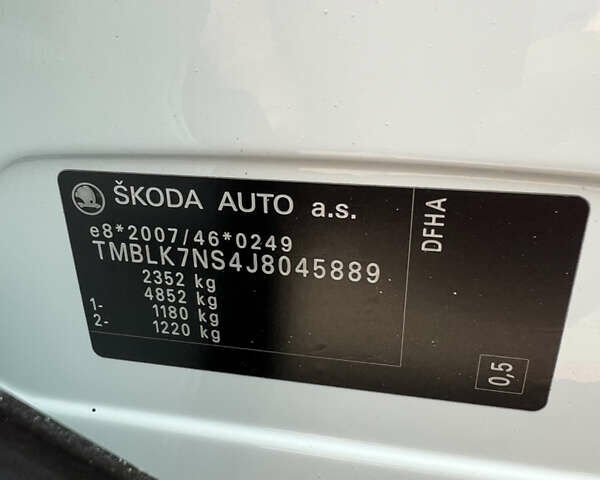 ŠKODA AUTO a.s.
e8*2007/46*0249
TMBLK7NS4J8045889
2352 kg
4852 kg
1- 1180 kg
2- 1220 kg
DFHA
0,5